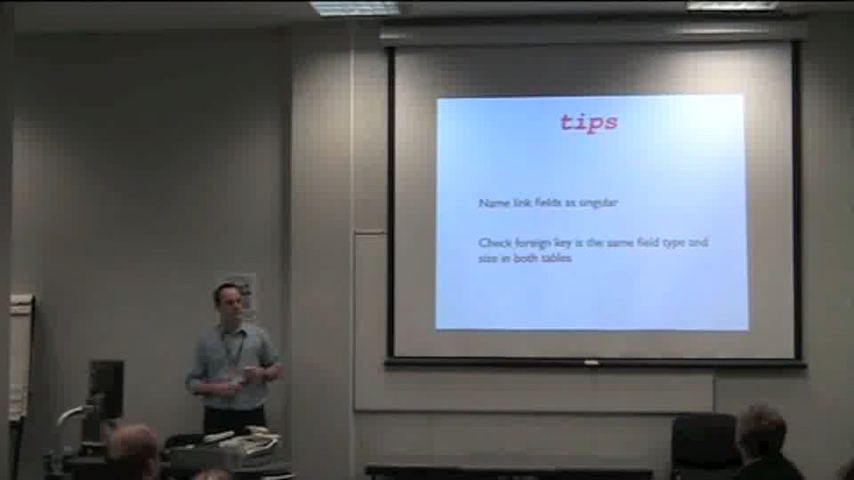 tips
Name link fields as singular
Check foreign key is the same field type and
size in both tables